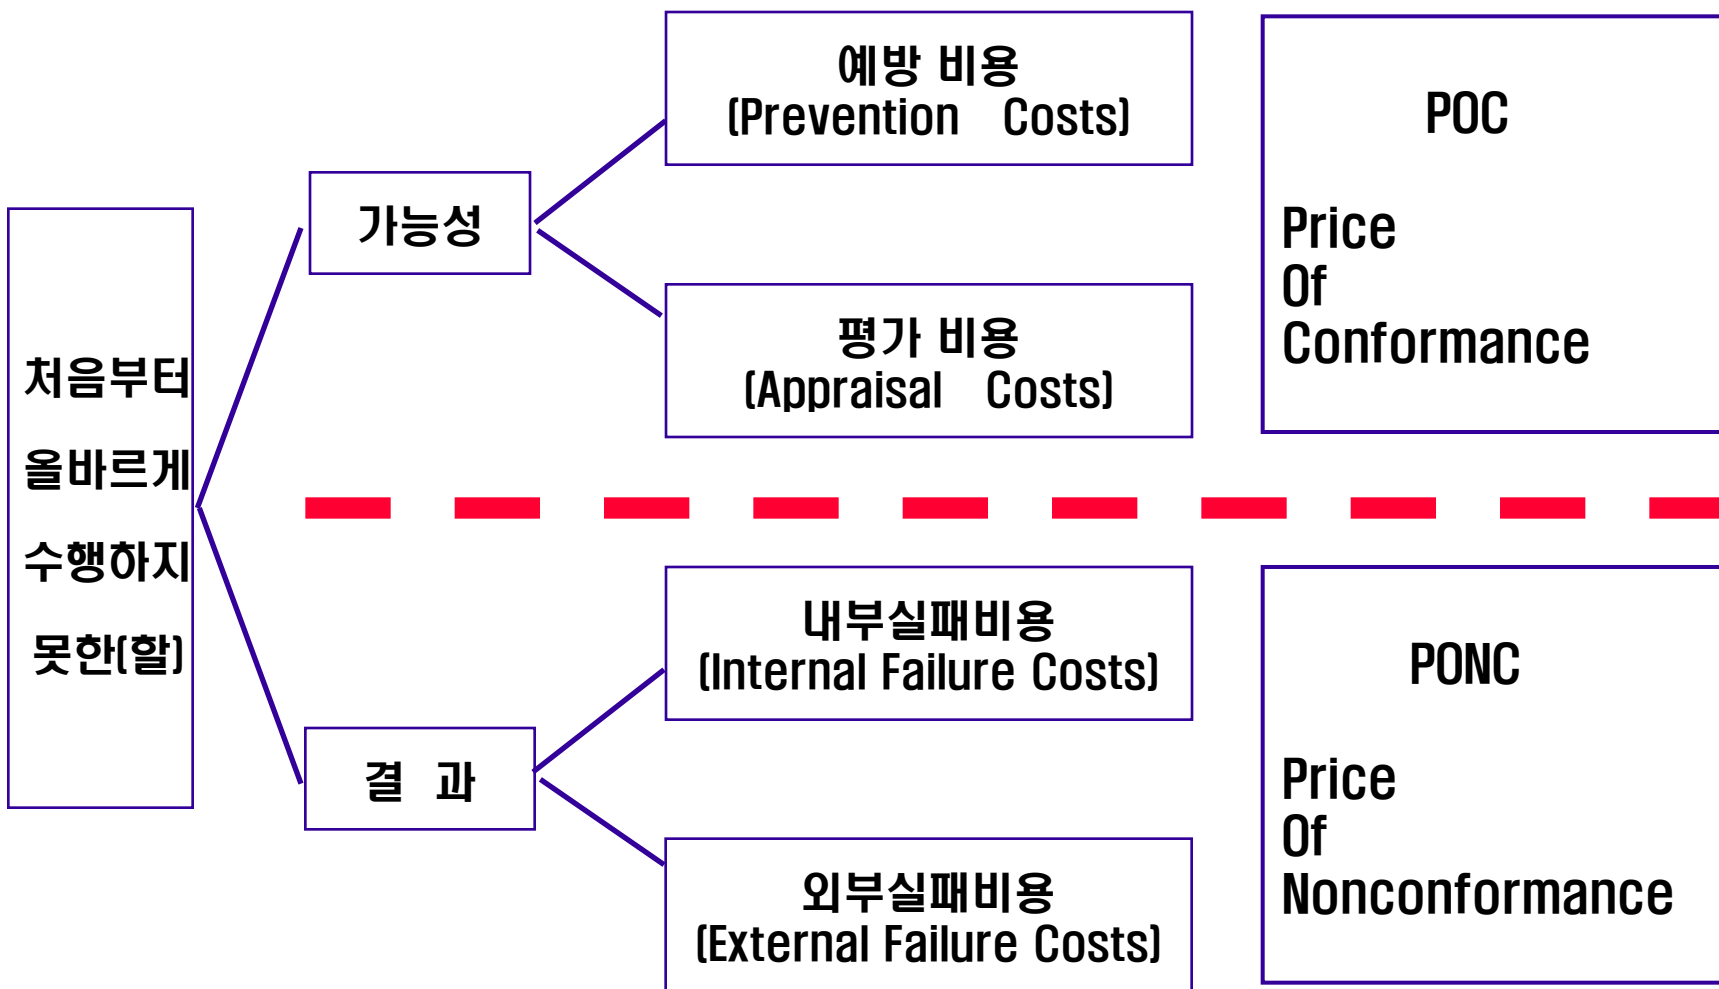 처음부터
올바르게
수행하지
못한(할)
가능성
결 과
예방 비용
(Prevention Costs)
평가 비용
(Appraisal Costs)
내부실패비용
(Internal Failure Costs)
외부실패비용
(External Failure Costs)
POC
Price
Of
Conformance
PONC
Price
Of
Nonconformance